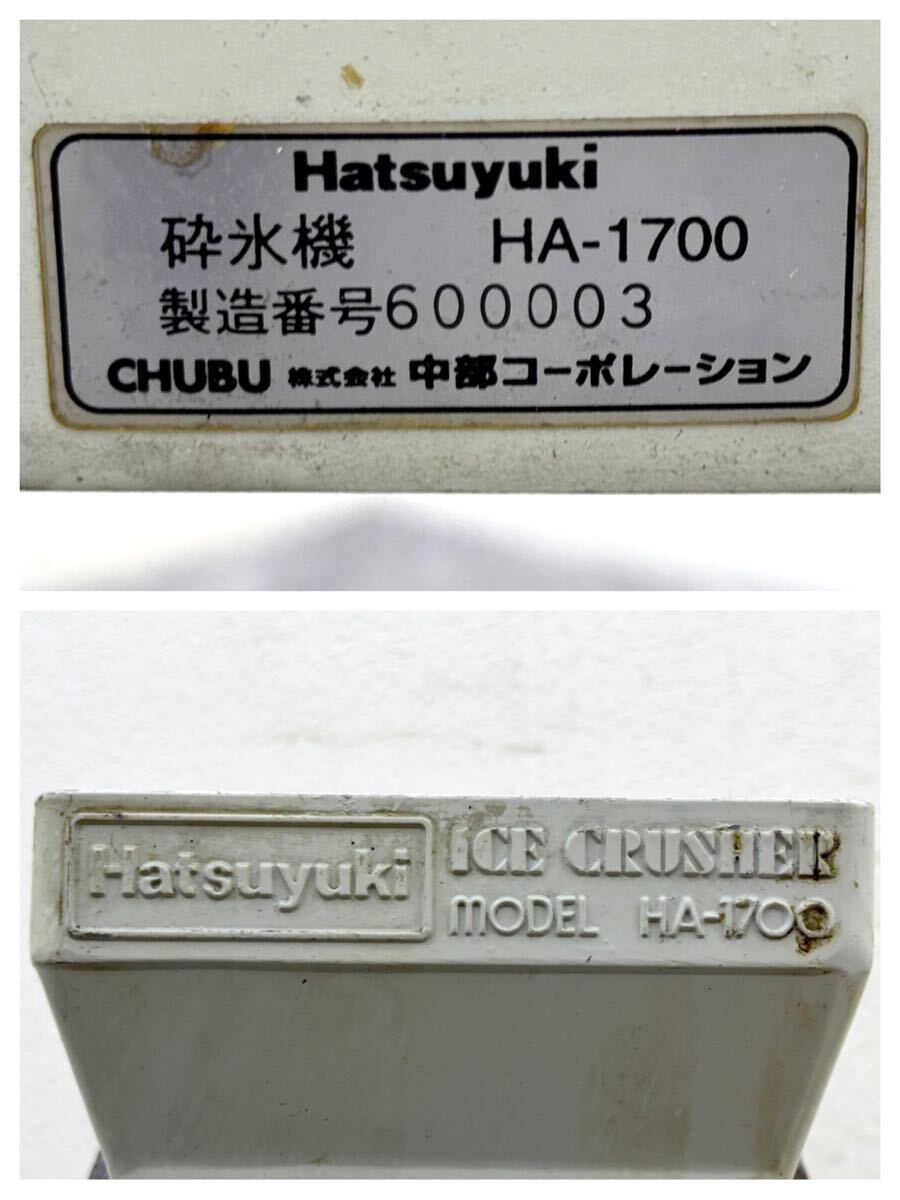 Hatsuyuki
砕氷機 HA-1700
製造番号600003
CHUBU 株式会社 中部コーポレーション
Hatsuyuki
ICE CRUSHER
MODEL HA-1700